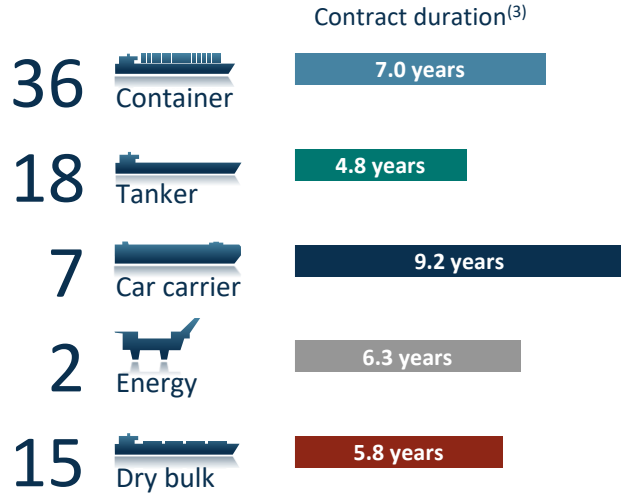 Contract duration(3)
36
Container
7.0 years
18
Tanker
4.8 years
7
Car carrier
9.2 years
2
Energy
6.3 years
15
Dry bulk
5.8 years